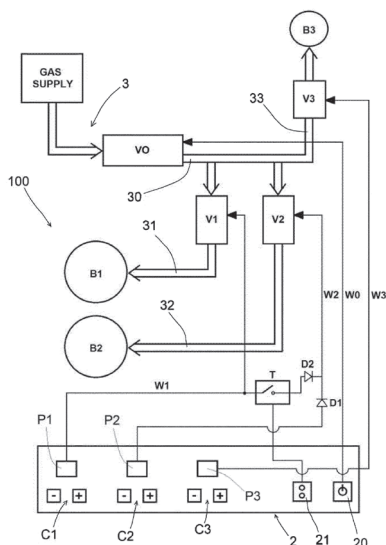 B3
GAS
SUPPLY
3
V3
33
VO
30
100
V1
V2
31
B1
32
W2
W0
W3
B2
D2
T
W1
D1
P1
P2
P3
- +
- +
- +
C1
C2
C3
2
21
20